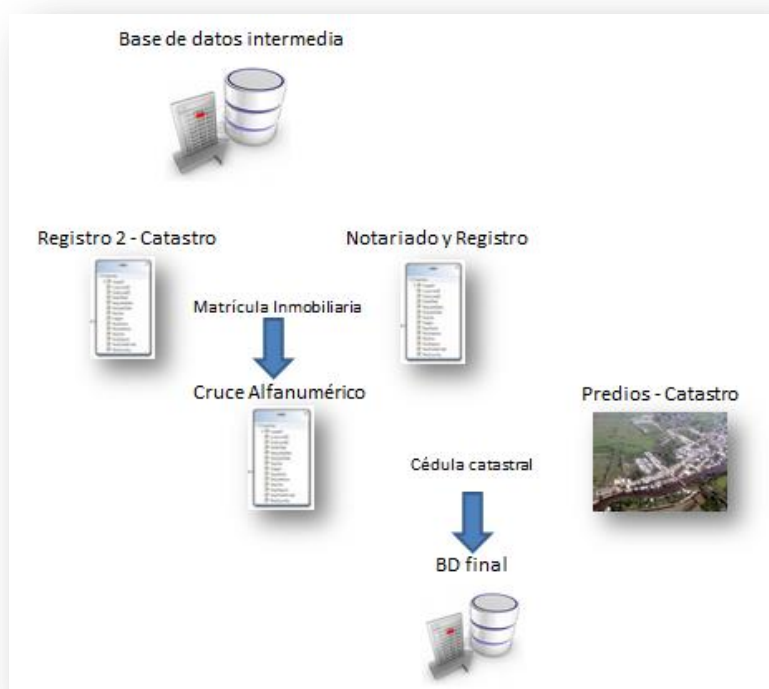 Base de datos intermedia
Registro 2 - Catastro
Notariado y Registro
Matrícula Inmobiliaria
Cruce Alfanumérico
Predios - Catastro
Cédula catastral
BD final